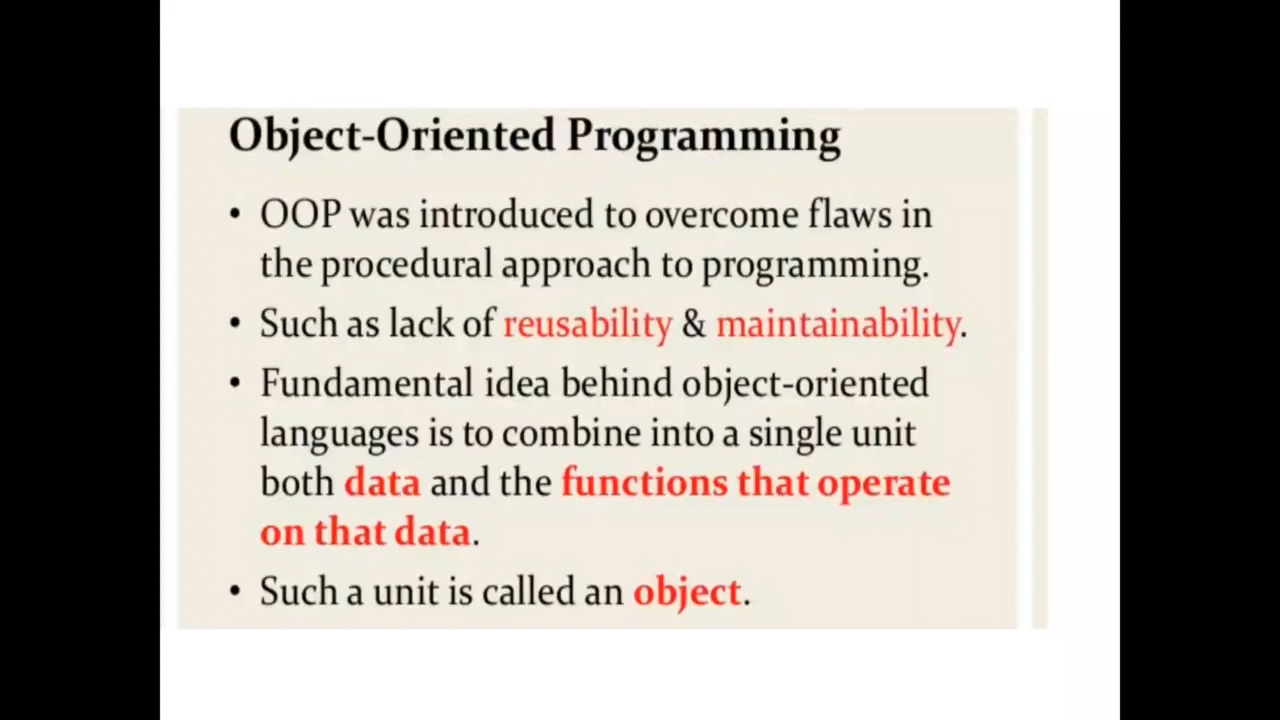 Object-Oriented Programming
• OOP was introduced to overcome flaws in
the procedural approach to programming.
• Such as lack of reusability & maintainability.
• Fundamental idea behind object-oriented
languages is to combine into a single unit
both data and the functions that operate
on that data.
• Such a unit is called an object.